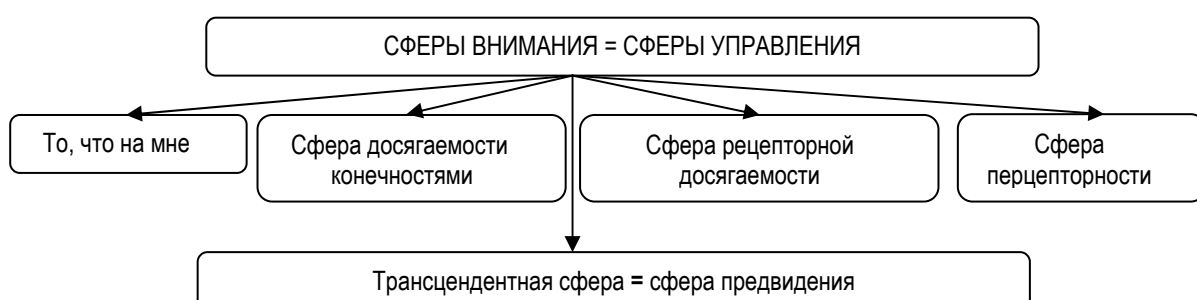 СФЕРЫ ВНИМАНИЯ = СФЕРЫ УПРАВЛЕНИЯ
То, что на мне
Сфера досягаемости
конечностями
Сфера рецепторной
досягаемости
Сфера
перцепторности
Трансцендентная сфера = сфера предвидения